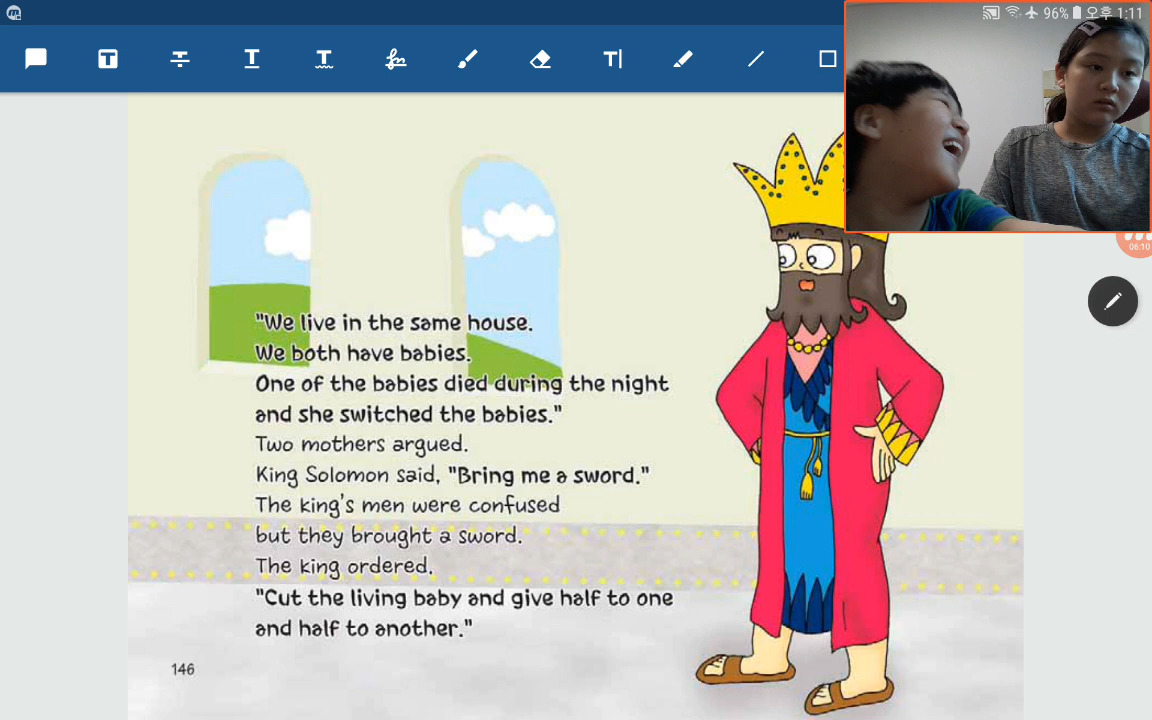 96% 오후 1:11
06:10
"We live in the same house.
We both have babies.
One of the babies died during the night
and she switched the babies."
Two mothers argued.
King Solomon said, "Bring me a sword."
The king's men were confused
but they brought a sword.
The king ordered.
"Cut the living baby and give half to one
and half to another."
146